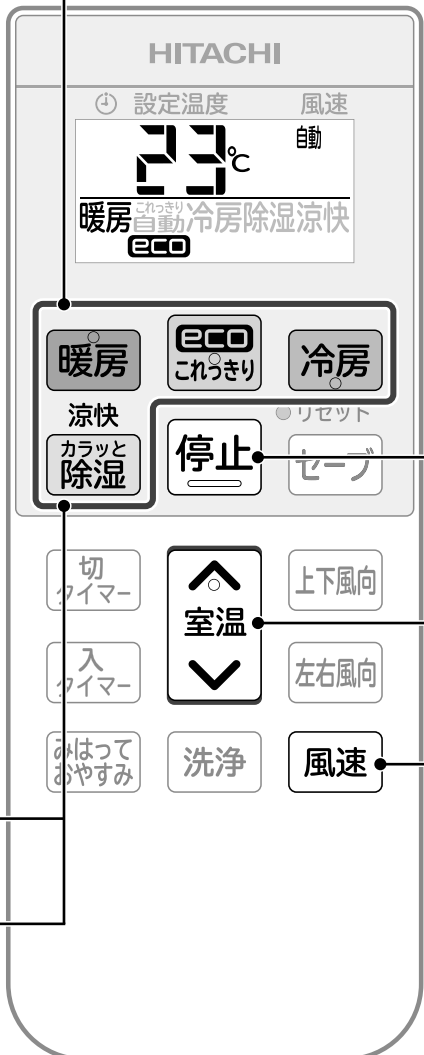 HITACHI
設定温度 風速
23℃ 自動
これっきり
暖房自動冷房除湿涼快
eco
暖房 eco これっきり 冷房
涼快 リセット
カラッと
除湿 停止 セーブ
切
タイマー 上下風向
室温
入
タイマー 左右風向
みはって
おやすみ 洗浄 風速